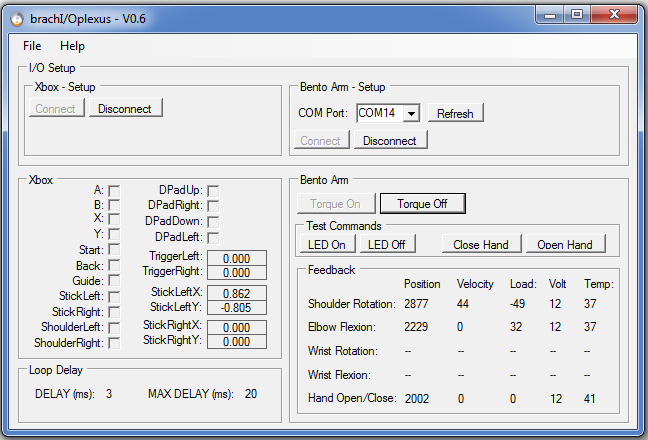 brachI/Oplexus - V0.6
File Help
I/O Setup
Xbox - Setup
Connect Disconnect
Bento Arm - Setup
COM Port: COM14 Refresh
Connect Disconnect
Xbox
A: DPadUp:
B: DPadRight:
X: DPadDown:
Y: DPadLeft:
Start: TriggerLeft: 0.000
Back: TriggerRight: 0.000
Guide:
StickLeft: StickLeftX: 0.862
StickRight: StickLeftY: -0.805
ShoulderLeft: StickRightX: 0.000
ShoulderRight: StickRightY: 0.000
Loop Delay
DELAY (ms): 3 MAX DELAY (ms): 20
Bento Arm
Torque On Torque Off
Test Commands
LED On LED Off Close Hand Open Hand
Feedback
Position Velocity Load: Volt Temp:
Shoulder Rotation: 2877 44 -49 12 37
Elbow Flexion: 2229 0 32 12 37
Wrist Rotation: -- -- -- -- --
Wrist Flexion: -- -- -- -- --
Hand Open/Close: 2002 0 0 12 41